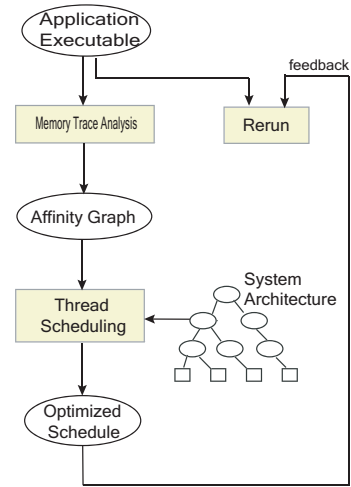 Application
Executable
feedback
Memory Trace Analysis
Rerun
Affinity Graph
System
Architecture
Thread
Scheduling
Optimized
Schedule